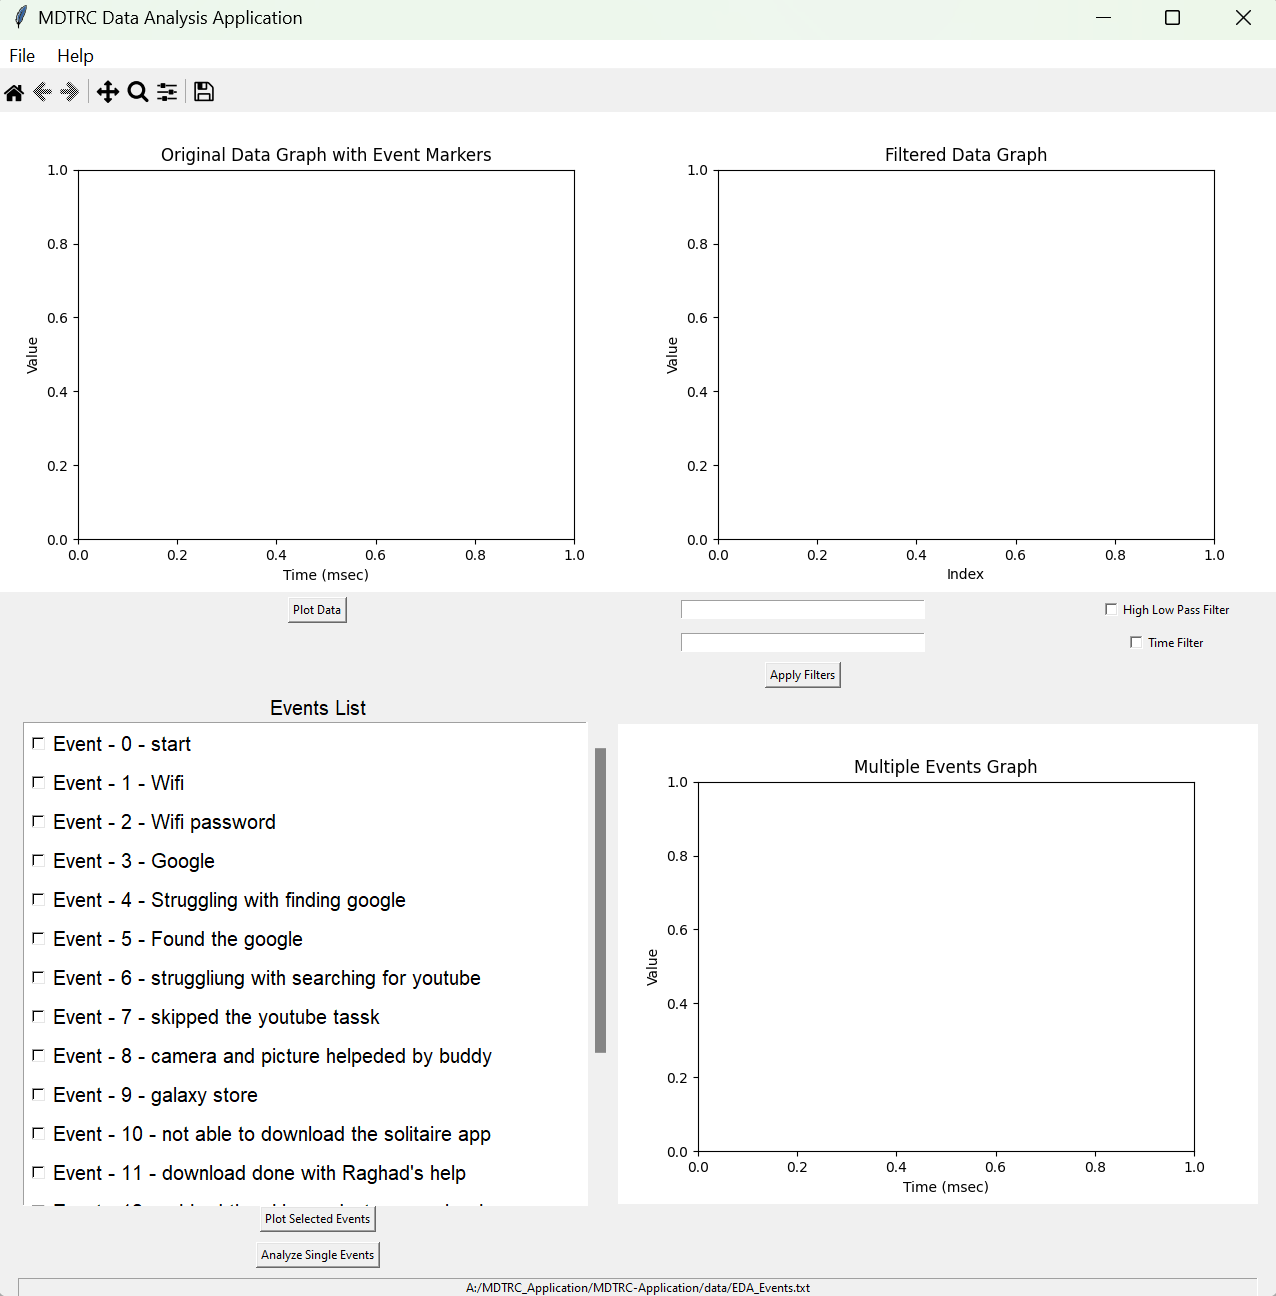 MDTRC Data Analysis Application
File Help
Original Data Graph with Event Markers
1.0
0.8
0.6
0.4
0.2
0.0
Value
0.0 0.2 0.4 0.6 0.8 1.0
Time (msec)
Filtered Data Graph
1.0
0.8
0.6
0.4
0.2
0.0
Value
0.0 0.2 0.4 0.6 0.8 1.0
Index
Plot Data
High Low Pass Filter
Time Filter
Apply Filters
Events List
Event - 0 - start
Event - 1 - Wifi
Event - 2 - Wifi password
Event - 3 - Google
Event - 4 - Struggling with finding google
Event - 5 - Found the google
Event - 6 - struggliung with searching for youtube
Event - 7 - skipped the youtube tassk
Event - 8 - camera and picture helpeded by buddy
Event - 9 - galaxy store
Event - 10 - not able to download the solitaire app
Event - 11 - download done with Raghad's help
Plot Selected Events
Analyze Single Events
Multiple Events Graph
1.0
0.8
0.6
0.4
0.2
0.0
Value
0.0 0.2 0.4 0.6 0.8 1.0
Time (msec)
A:/MDTRC_Application/MDTRC-Application/data/EDA_Events.txt